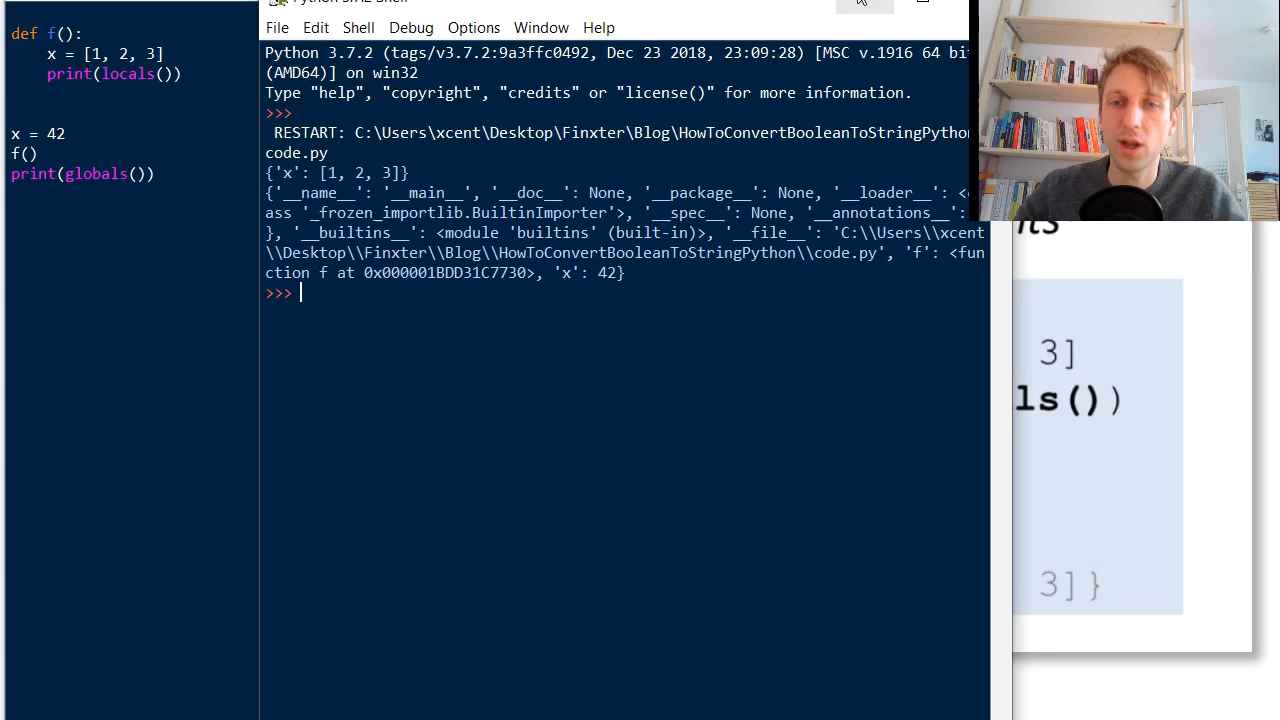 def f():
x = [1, 2, 3]
print(locals())
x = 42
f()
print(globals())
File Edit Shell Debug Options Window Help
Python 3.7.2 (tags/v3.7.2:9a3ffc0492, Dec 23 2018, 23:09:28) [MSC v.1916 64 bi
(AMD64)] on win32
Type "help", "copyright", "credits" or "license()" for more information.
>>>
RESTART: C:\Users\xcent\Desktop\Finxter\Blog\HowToConvertBooleanToStringPython
code.py
{'x': [1, 2, 3]}
{'__name__': '__main__', '__doc__': None, '__package__': None, '__loader__': <
ass '_frozen_importlib.BuiltinImporter'>, '__spec__': None, '__annotations__':
}, '__builtins__': <module 'builtins' (built-in)>, '__file__': 'C:\\Users\\xcent
\\Desktop\\Finxter\\Blog\\HowToConvertBooleanToStringPython\\code.py', 'f': <fun
ction f at 0x000001BDD31C7730>, 'x': 42}
>>>
3]
ls())
3]}